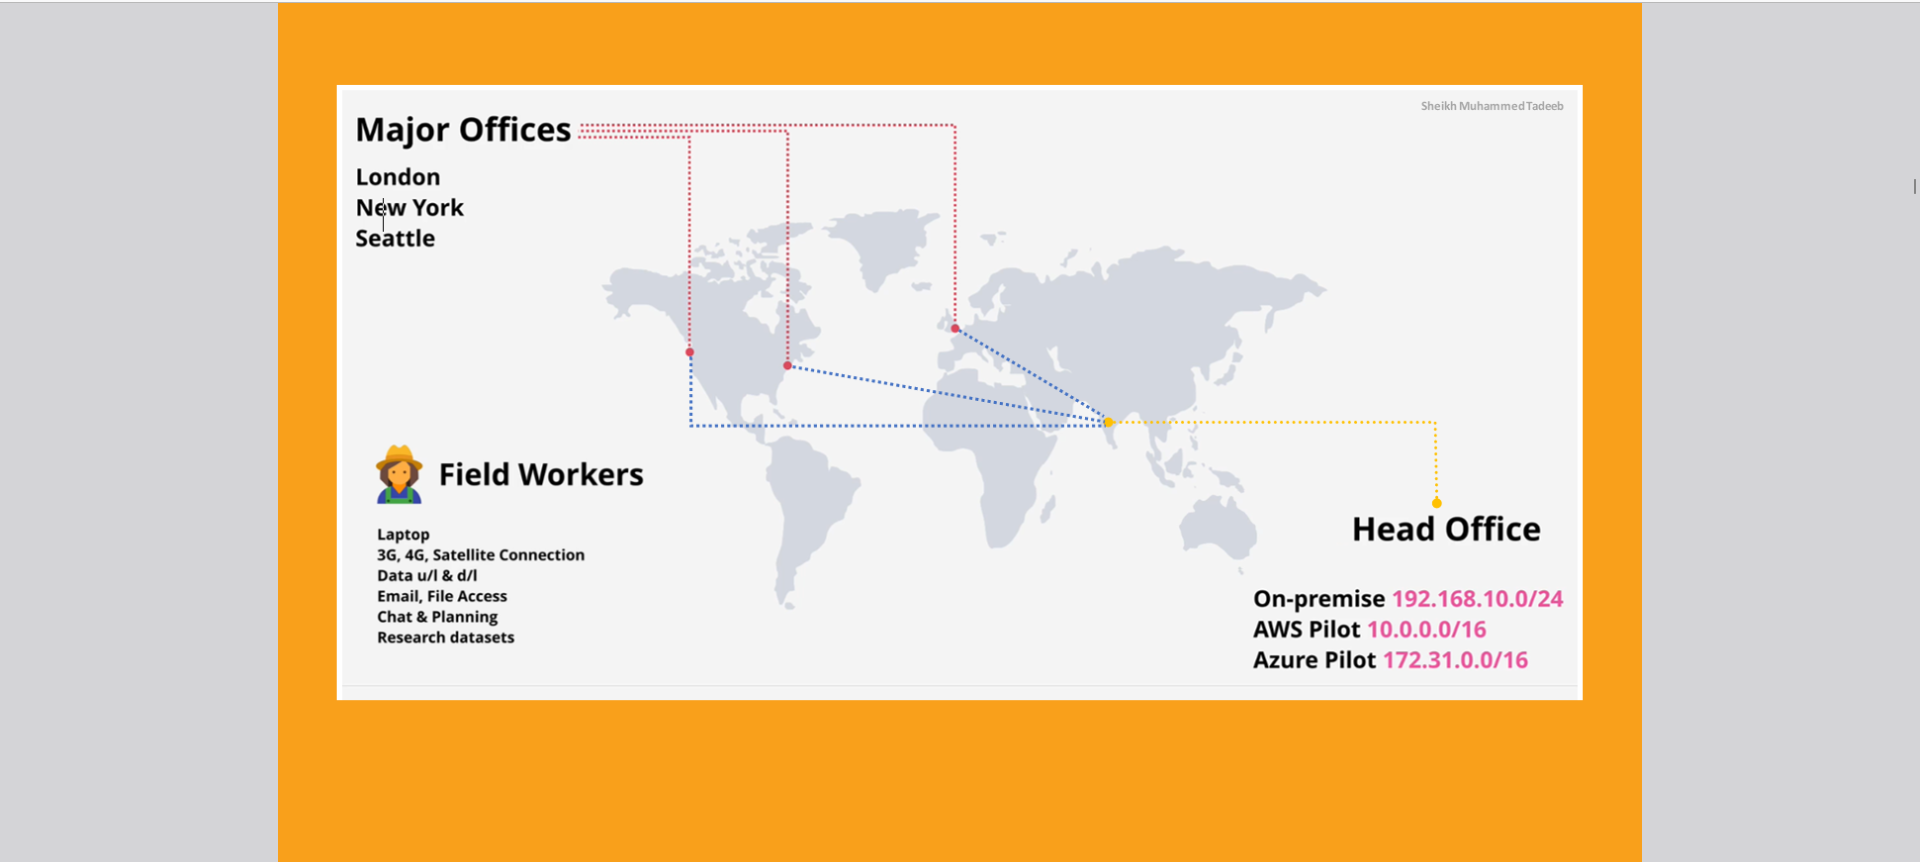 Sheikh Muhammed Tadeeb
Major Offices
London
New York
Seattle
Field Workers
Laptop
3G, 4G, Satellite Connection
Data u/l & d/l
Email, File Access
Chat & Planning
Research datasets
Head Office
On-premise 192.168.10.0/24
AWS Pilot 10.0.0.0/16
Azure Pilot 172.31.0.0/16